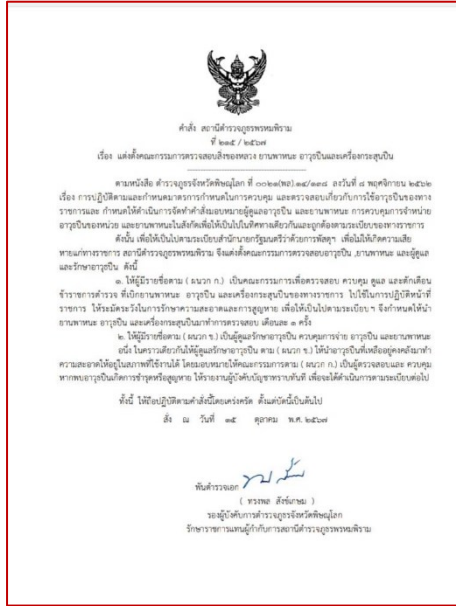 คำสั่ง สถานีตำรวจภูธรพรหมพิราม
ที่ ๒๑๕ / ๒๕๖๗
เรื่อง แต่งตั้งคณะกรรมการตรวจสอบสิ่งของหลวง ยานพาหนะ อาวุธปืนและเครื่องกระสุนปืน
ตามหนังสือ ตำรวจภูธรจังหวัดพิษณุโลก ที่ ๐๐๒๑(พล).๑๔/๑๓๘ ลงวันที่ ๘ พฤศจิกายน ๒๕๖๒
เรื่อง การปฏิบัติตามและกำหนดมาตรการกำหนดในการควบคุม และตรวจสอบเกี่ยวกับการใช้อาวุธปืนของทาง
ราชการและ กำหนดให้ดำเนินการจัดทำคำสั่งมอบหมายผู้ดูแลอาวุธปืน และยานพาหนะ การควบคุมการจำหน่าย
อาวุธปืนของหน่วย และยานพาหนะในสังกัดเพื่อให้เป็นไปในทิศทางเดียวกันและถูกต้องตามระเบียบของทางราชการ
ดังนั้น เพื่อให้เป็นไปตามระเบียบสำนักนายกรัฐมนตรีว่าด้วยการพัสดุฯ เพื่อไม่ให้เกิดความเสีย
หายแก่ทางราชการ สถานีตำรวจภูธรพรหมพิราม จึงแต่งตั้งคณะกรรมการตรวจสอบอาวุธปืน ,ยานพาหนะ และผู้ดูแล
และรักษาอาวุธปืน ดังนี้
๑. ให้ผู้มีรายชื่อตาม ( ผนวก ก.) เป็นคณะกรรมการเพื่อตรวจสอบ ควบคุม ดูแล และตักเตือน
ข้าราชการตำรวจ ที่เบิกยานพาหนะ อาวุธปืน และเครื่องกระสุนปืนของทางราชการ ไปใช้ในการปฏิบัติหน้าที่
ราชการ ให้ระมัดระวังในการรักษาความสะอาดและการสูญหาย เพื่อให้เป็นไปตามระเบียบ ฯ จึงกำหนดให้นำ
ยานพาหนะ อาวุธปืน และเครื่องกระสุนปืนมาทำการตรวจสอบ เดือนละ ๑ ครั้ง
๒. ให้ผู้มีรายชื่อตาม ( ผนวก ข.) เป็นผู้ดูแลรักษาอาวุธปืน ควบคุมการจ่าย อาวุธปืน และยานพาหนะ
อนึ่ง ในคราวเดียวกันให้ผู้ดูแลรักษาอาวุธปืน ตาม ( ผนวก ข.) ให้นำอาวุธปืนที่เหลืออยู่คงคลังมาทำ
ความสะอาดให้อยู่ในสภาพที่ใช้งานได้ โดยมอบหมายให้คณะกรรมการตาม ( ผนวก ก.) เป็นผู้ตรวจสอบและ ควบคุม
หากพบอาวุธปืนเกิดการชำรุดหรือสูญหาย ให้รายงานผู้บังคับบัญชาทราบทันที เพื่อจะได้ดำเนินการตามระเบียบต่อไป
ทั้งนี้ ให้ถือปฏิบัติตามคำสั่งนี้โดยเคร่งครัด ตั้งแต่บัดนี้เป็นต้นไป
สั่ง ณ วันที่ ๑๕ ตุลาคม พ.ศ. ๒๕๖๗
พันตำรวจเอก
( ทรงพล สังข์เกษม )
รองผู้บังคับการตำรวจภูธรจังหวัดพิษณุโลก
รักษาราชการแทนผู้กำกับการสถานีตำรวจภูธรพรหมพิราม